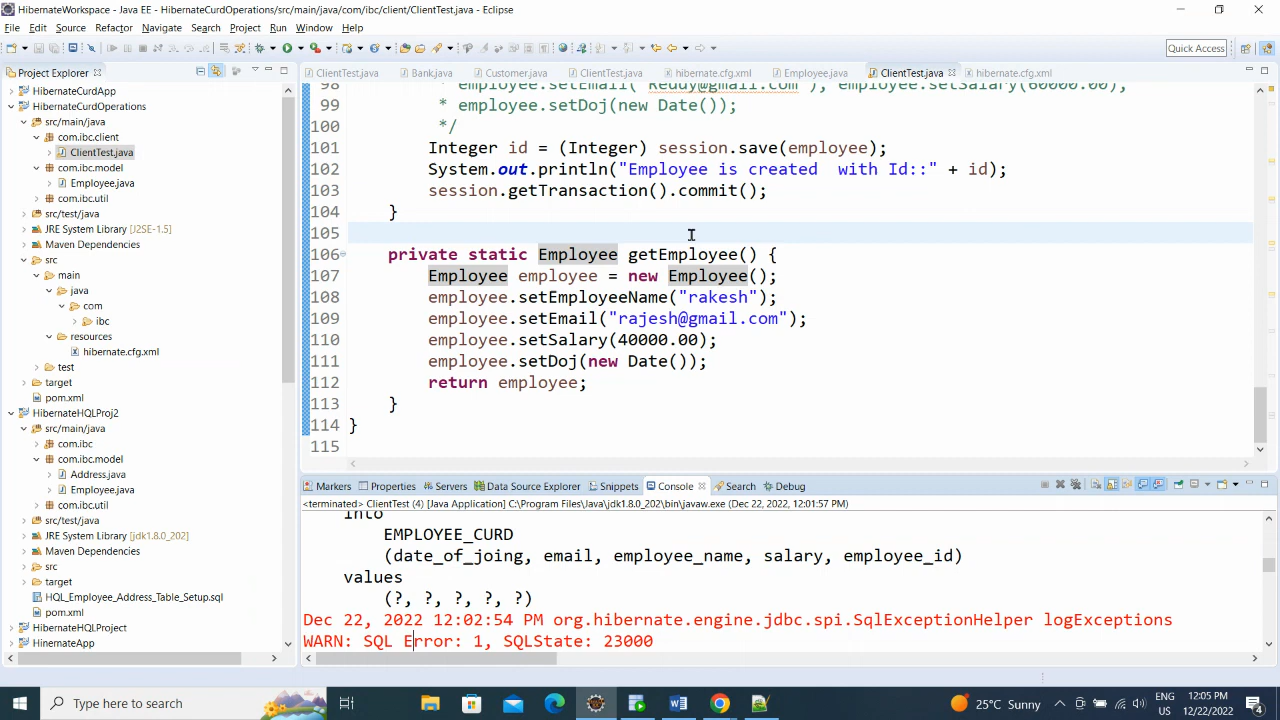 HibernateWorkspace - Java EE - HibernateCurdOperations/src/main/java/com/ibc/client/ClientTest.java - Eclipse
File Edit Source Refactor Navigate Search Project Run Window Help
Quick Access
Project Explorer
HibernateCurdApp
HibernateCurdOperations
src/main/java
com.ibc.client
ClientTest.java
com.ibc.model
Employee.java
com.ibc.util
src/test/java
JRE System Library [J2SE-1.5]
Maven Dependencies
src
main
java
com
ibc
resources
hibernate.cfg.xml
test
target
pom.xml
HibernateHQLProj2
src/main/java
com.ibc
com.ibc.model
Address.java
Employee.java
com.ibc.util
src/test/java
JRE System Library [jdk1.8.0_202]
Maven Dependencies
src
target
HQL_Employee_Address_Table_Setup.sql
pom.xml
HibernateHQLProject
HinemateApp
ClientTest.java Bank.java Customer.java ClientTest.java hibernate.cfg.xml Employee.java ClientTest.java hibernate.cfg.xml
98 * employee.setEmail("Reddy@gmail.com"); employee.setSalary(60000.00);
99 * employee.setDoj(new Date());
100 */
101 Integer id = (Integer) session.save(employee);
102 System.out.println("Employee is created  with Id::" + id);
103 session.getTransaction().commit();
104 }
105
106 private static Employee getEmployee() {
107 Employee employee = new Employee();
108 employee.setEmployeeName("rakesh");
109 employee.setEmail("rajesh@gmail.com");
110 employee.setSalary(40000.00);
111 employee.setDoj(new Date());
112 return employee;
113 }
114 }
115
Markers Properties Servers Data Source Explorer Snippets Console Search Debug
<terminated> ClientTest (4) [Java Application] C:\Program Files\Java\jdk1.8.0_202\bin\javaw.exe (Dec 22, 2022, 12:01:57 PM)
into
EMPLOYEE_CURD
(date_of_joing, email, employee_name, salary, employee_id)
values
(?, ?, ?, ?, ?)
Dec 22, 2022 12:02:54 PM org.hibernate.engine.jdbc.spi.SqlExceptionHelper logExceptions
WARN: SQL Error: 1, SQLState: 23000
Type here to search
25°C Sunny
ENG
US
12:05 PM
12/22/2022
4